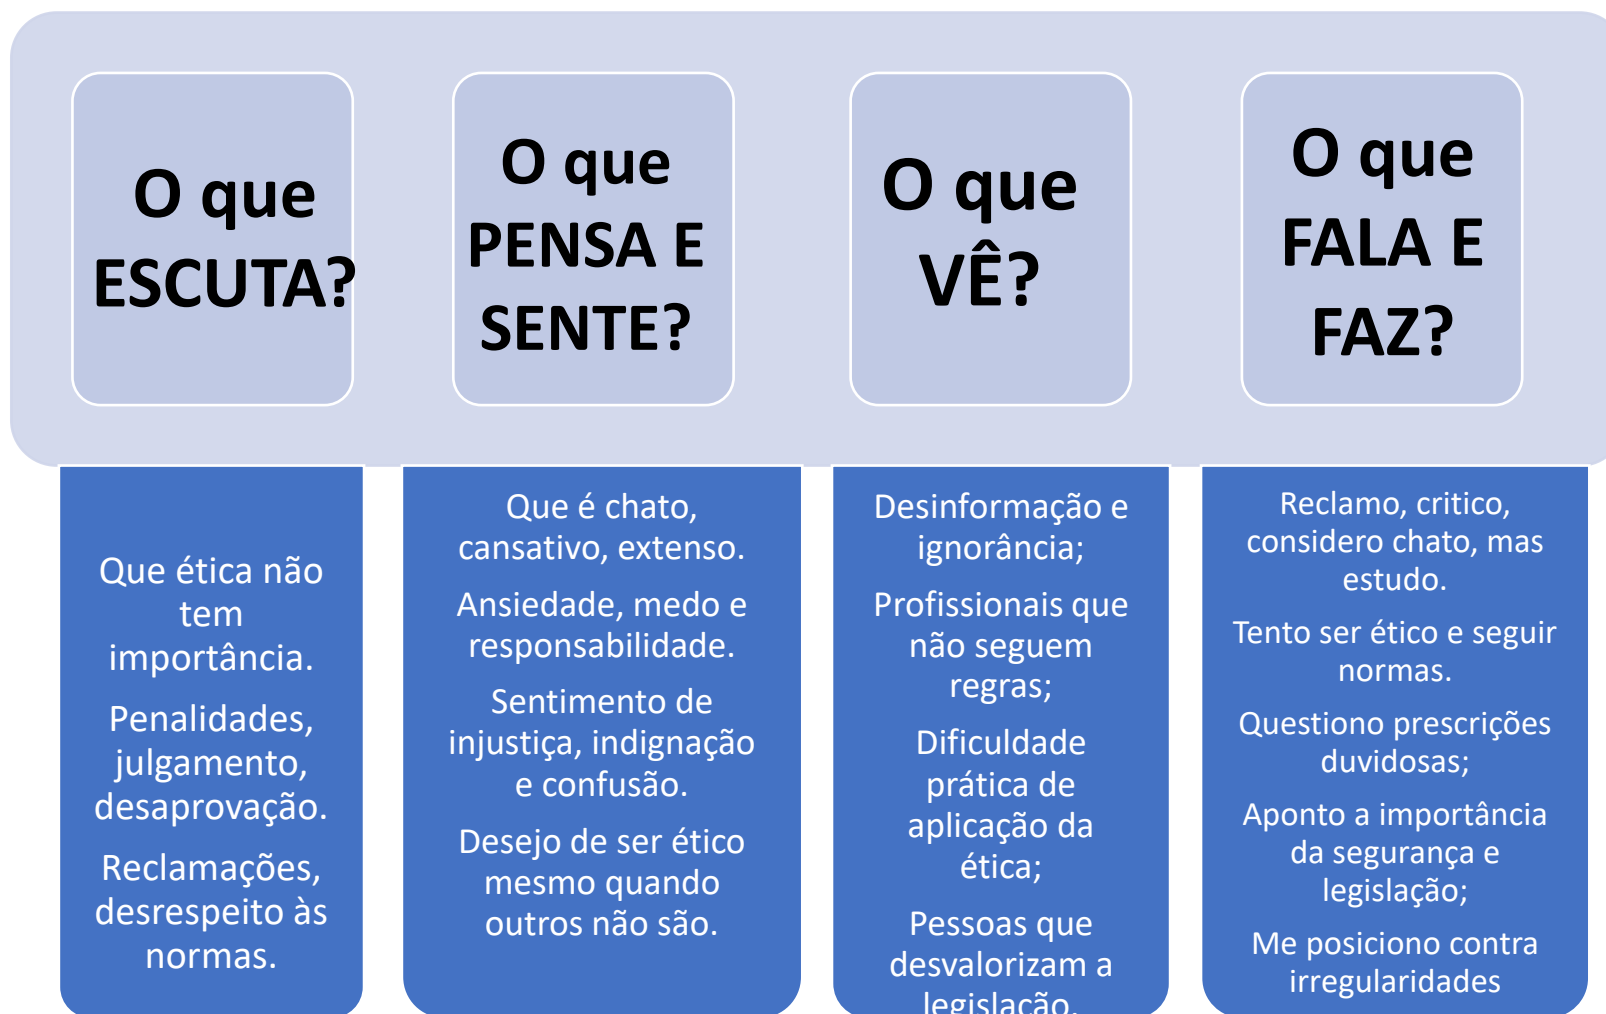 O que
ESCUTA?
O que
PENSA E
SENTE?
O que
VÊ?
O que
FALA E
FAZ?
Que ética não
tem
importância.
Penalidades,
julgamento,
desaprovação.
Reclamações,
desrespeito às
normas.
Que é chato,
cansativo, extenso.
Ansiedade, medo e
responsabilidade.
Sentimento de
injustiça, indignação
e confusão.
Desejo de ser ético
mesmo quando
outros não são.
Desinformação e
ignorância;
Profissionais que
não seguem
regras;
Dificuldade
prática de
aplicação da
ética;
Pessoas que
desvalorizam a
legislação.
Reclamo, critico,
considero chato, mas
estudo.
Tento ser ético e seguir
normas.
Questiono prescrições
duvidosas;
Aponto a importância
da segurança e
legislação;
Me posiciono contra
irregularidades